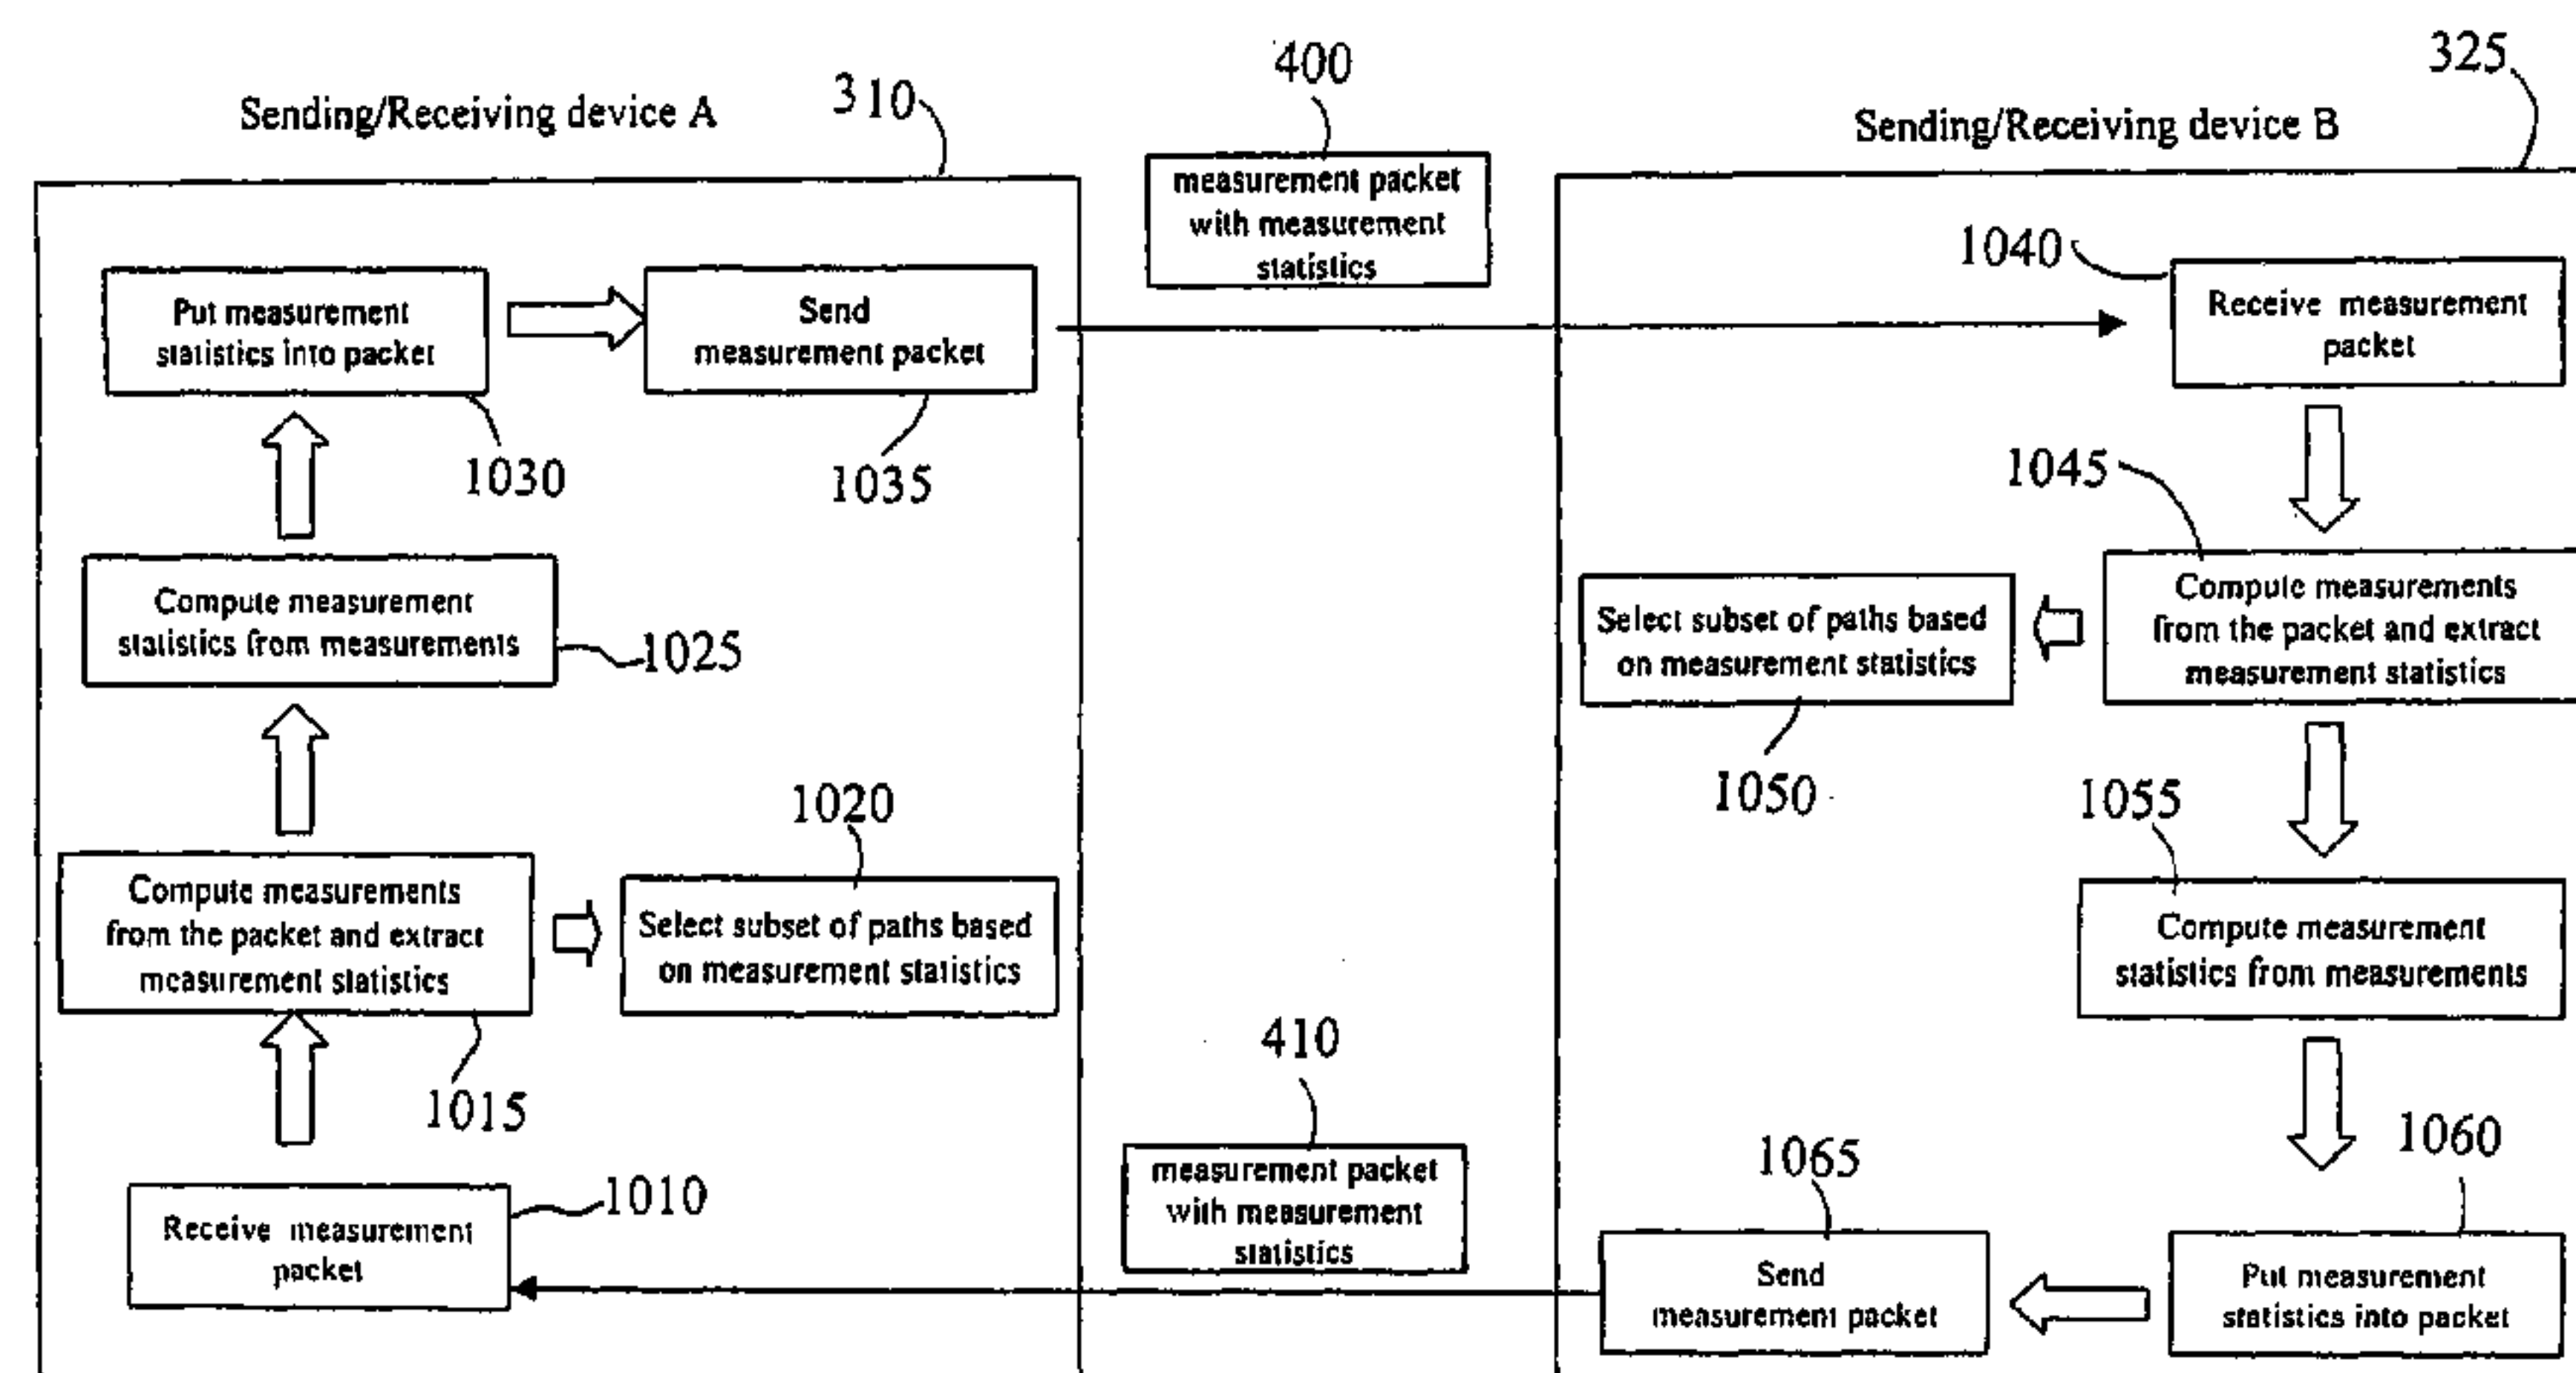 400
325
Sending/Receiving device A
310
Sending/Receiving device B
measurement packet
with measurement
statistics
1040
Put measurement
statistics into packet
Send
measurement packet
Receive measurement
packet
1030
1035
1045
Compute measurement
statistics from measurements
1025
Select subset of paths based
on measurement statistics
1050
Compute measurements
from the packet and extract
measurement statistics
1020
1055
Compute measurements
from the packet and extract
measurement statistics
1015
Select subset of paths based
on measurement statistics
Compute measurement
statistics from measurements
410
measurement packet
with measurement
statistics
1065
1060
1010
Receive measurement
packet
Send
measurement packet
Put measurement
statistics into packet